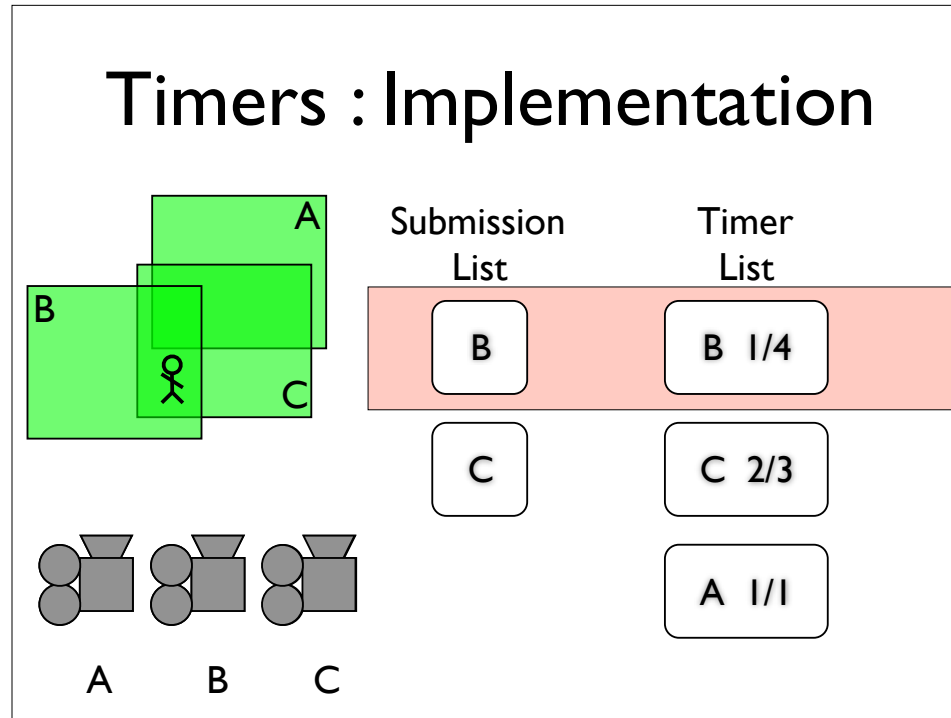 Timers : Implementation
A
B
C
Submission
List
Timer
List
B
B 1/4
C
C 2/3
A 1/1
A B C